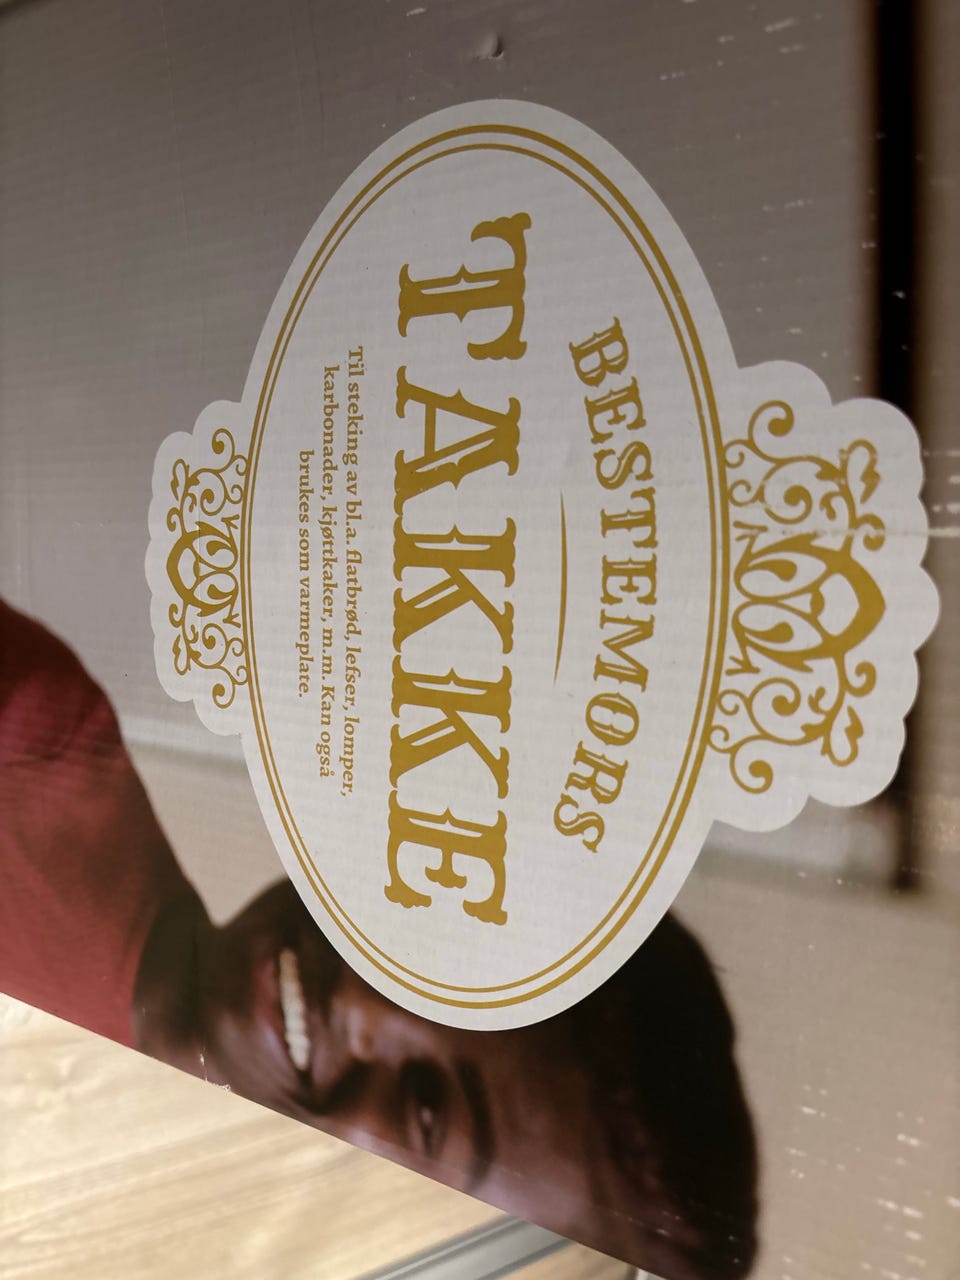 BESTEMORS
TAKKE
Til steking av bl.a. flatbrød, lefser, lomper,
karbonader, kjøttkaker, m.m. Kan også
brukes som varmeplate.